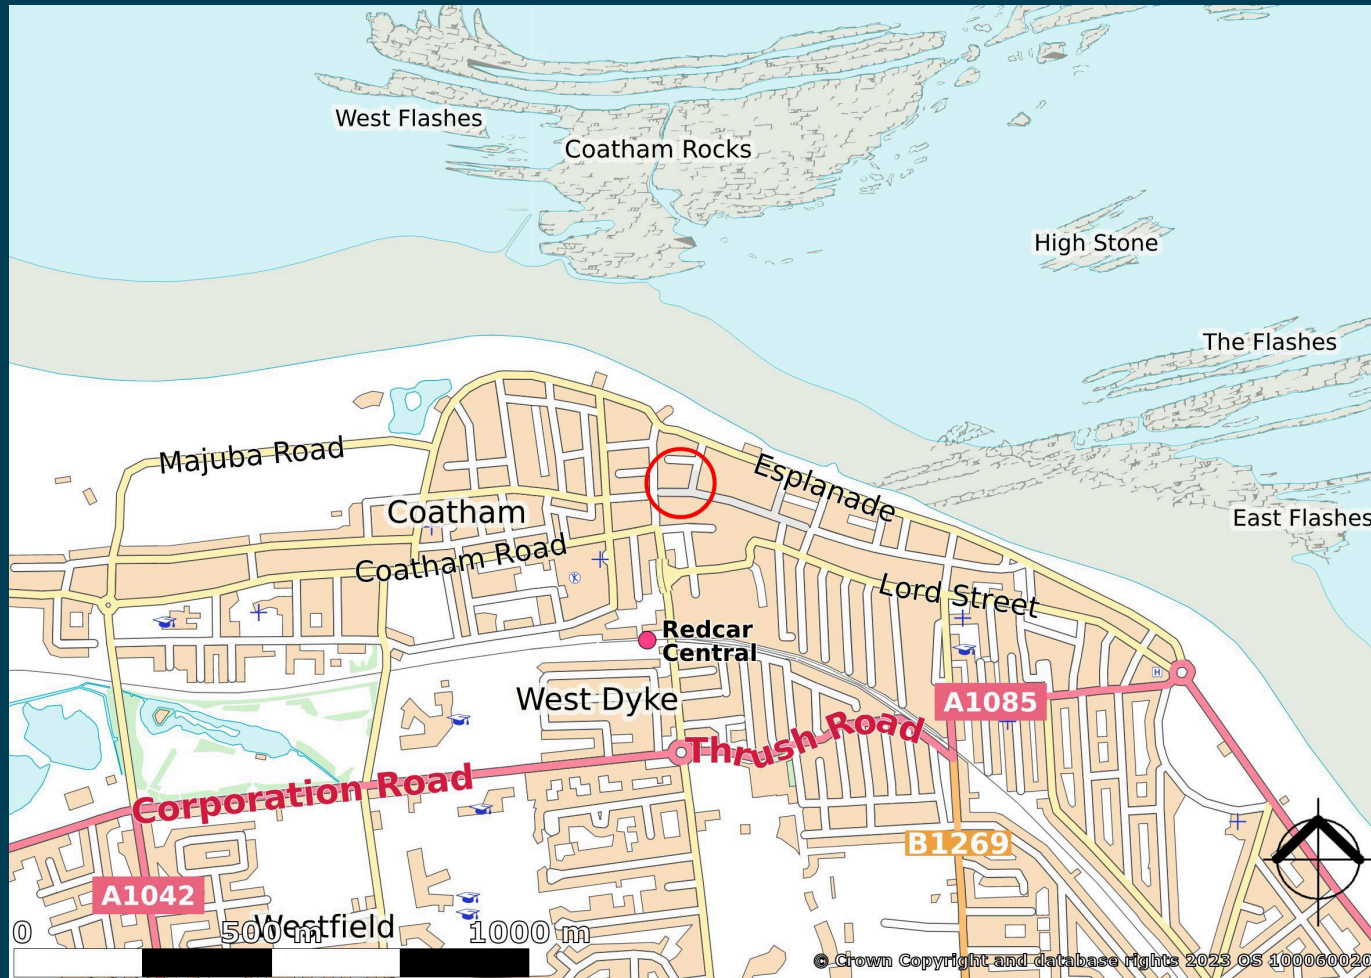 West Flashes
Coatham Rocks
High Stone
The Flashes
Majuba Road
Esplanade
Coatham
East Flashes
Coatham Road
Lord Street
Redcar
Central
West Dyke
A1085
Thrush Road
Corporation Road
B1269
A1042
Westfield
0 500 m 1000 m
© Crown Copyright and database rights 2023 OS 100060020
H